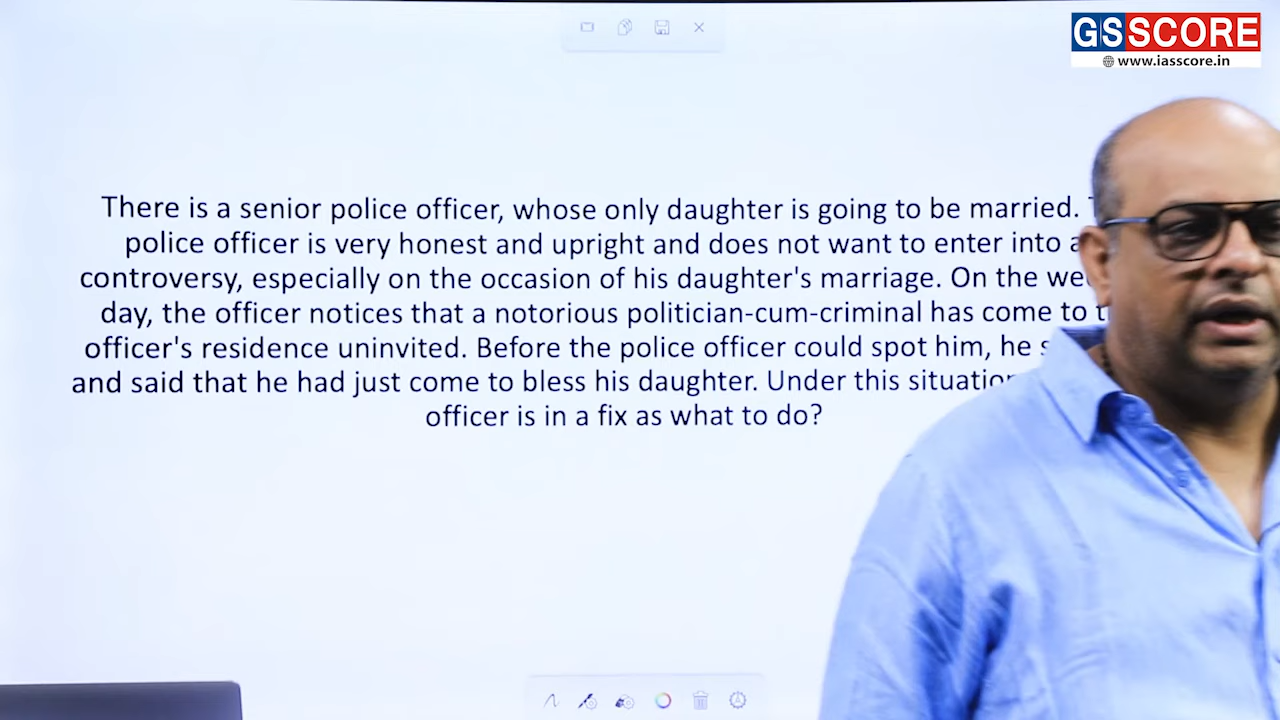 GSSCORE
www.iasscore.in
There is a senior police officer, whose only daughter is going to be married.
police officer is very honest and upright and does not want to enter into
controversy, especially on the occasion of his daughter's marriage. On the
day, the officer notices that a notorious politician-cum-criminal has come to
officer's residence uninvited. Before the police officer could spot him, he
and said that he had just come to bless his daughter. Under this situation
officer is in a fix as what to do?